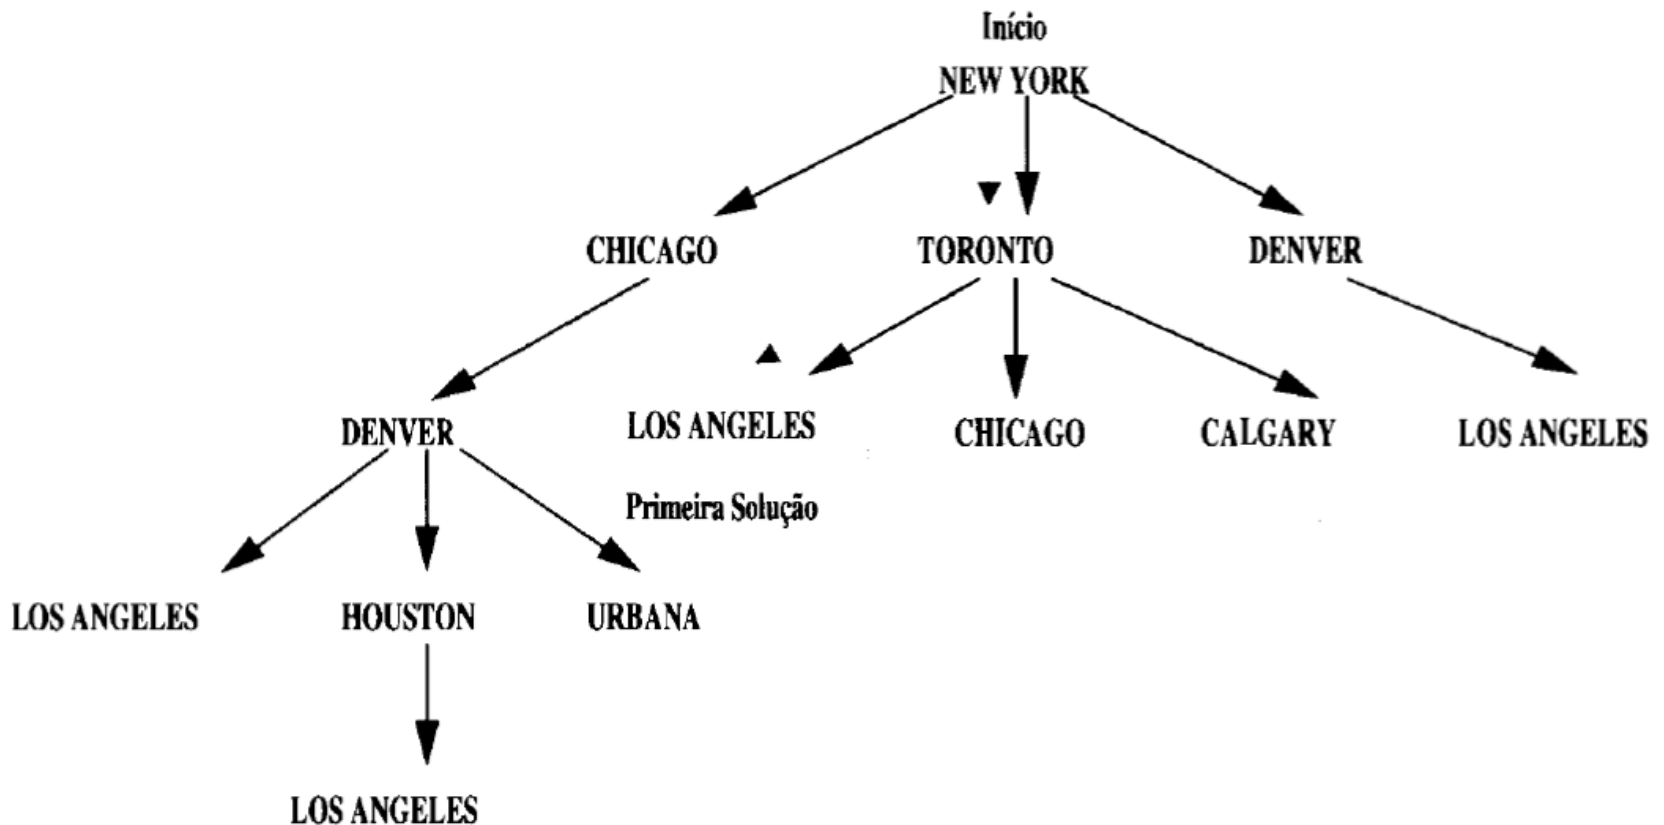 Início
NEW YORK
CHICAGO
TORONTO
DENVER
DENVER
LOS ANGELES
CHICAGO
CALGARY
LOS ANGELES
Primeira Solução
LOS ANGELES
HOUSTON
URBANA
LOS ANGELES